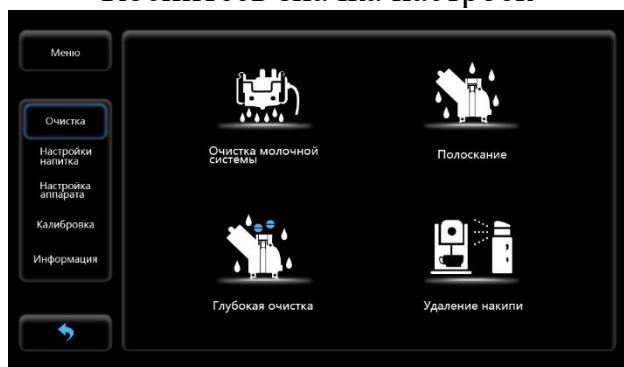 Меню
Очистка
Настройки
напитка
Настройка
аппарата
Калибровка
Информация
Очистка молочной
системы
Полоскание
Глубокая очистка
Удаление накипи